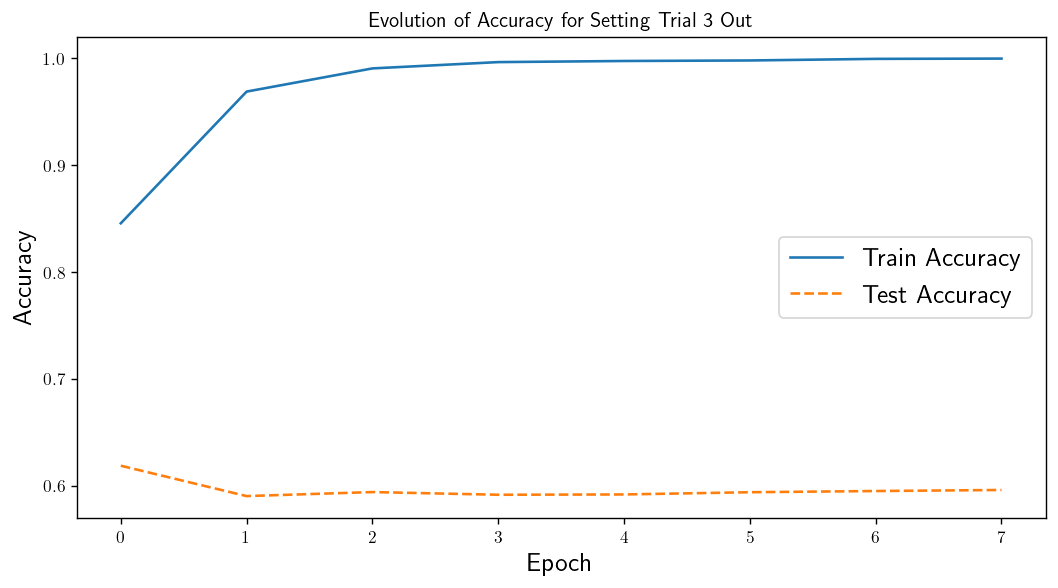 Evolution of Accuracy for Setting Trial 3 Out
Accuracy
1.0
0.9
0.8
0.7
0.6
Train Accuracy
Test Accuracy
0 1 2 3 4 5 6 7
Epoch